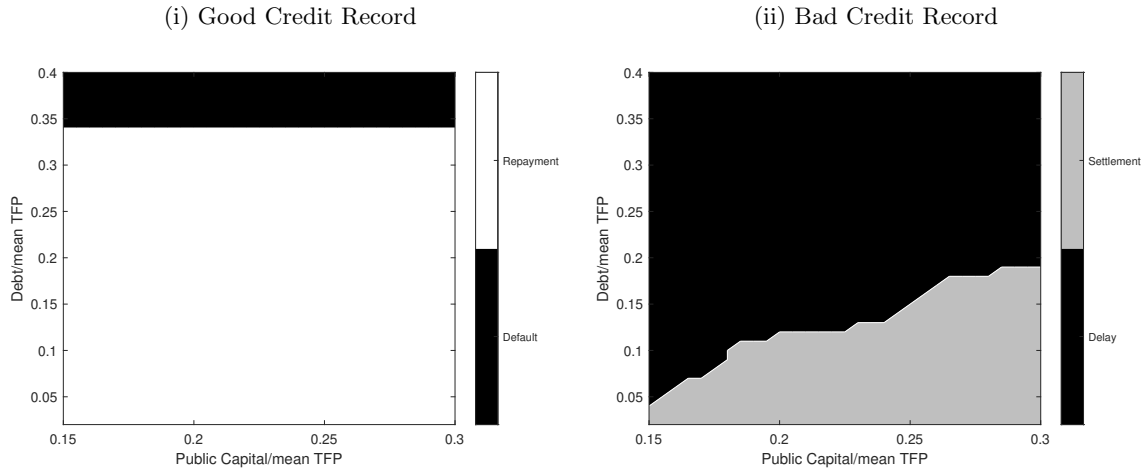 (i) Good Credit Record
0.4
0.35
0.3
0.25
0.2
0.15
0.1
0.05
Debt/mean TFP
0.15 0.2 0.25 0.3
Public Capital/mean TFP
Repayment
Default
(ii) Bad Credit Record
0.4
0.35
0.3
0.25
0.2
0.15
0.1
0.05
Debt/mean TFP
0.15 0.2 0.25 0.3
Public Capital/mean TFP
Settlement
Delay